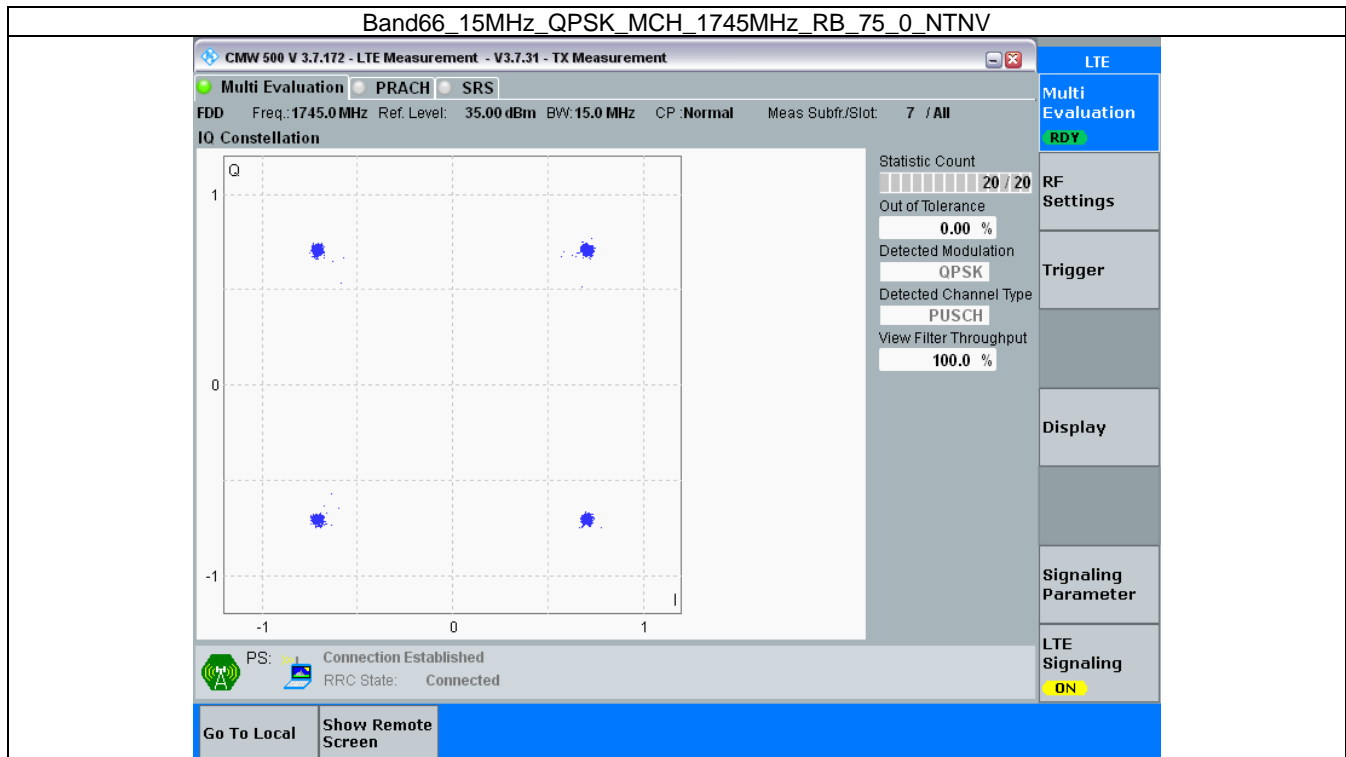 Band66_15MHz_QPSK_MCH_1745MHz_RB_75_0_NTNV
CMW 500 V 3.7.172 - LTE Measurement - V3.7.31 - TX Measurement
LTE
Multi Evaluation PRACH SRS
FDD Freq.:1745.0 MHz Ref. Level: 35.00 dBm BW:15.0 MHz CP :Normal Meas Subfr./Slot: 7 / All
IQ Constellation
Q
1
0
-1
I
-1 0 1
Statistic Count
20 / 20
Out of Tolerance
0.00 %
Detected Modulation
QPSK
Detected Channel Type
PUSCH
View Filter Throughput
100.0 %
Multi
Evaluation
RDY
RF
Settings
Trigger
Display
Signaling
Parameter
LTE
Signaling
ON
PS: Connection Established
RRC State: Connected
Go To Local
Show Remote
Screen